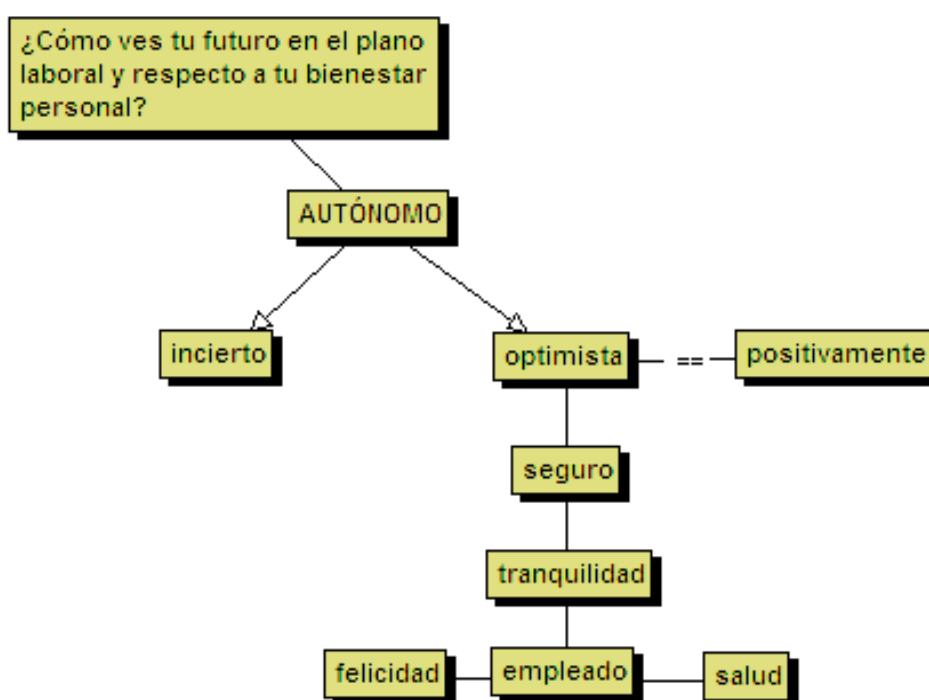 ¿Cómo ves tu futuro en el plano
laboral y respecto a tu bienestar
personal?
AUTÓNOMO
incierto
optimista
==
positivamente
seguro
tranquilidad
felicidad
empleado
salud